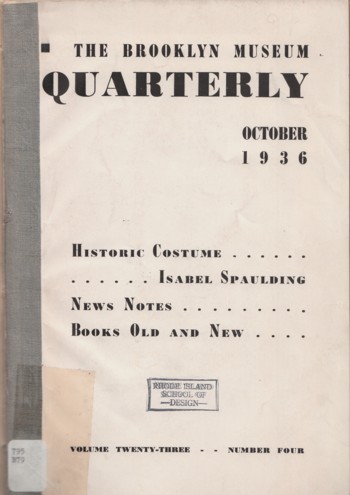 THE BROOKLYN MUSEUM
QUARTERLY
OCTOBER
1936
HISTORIC COSTUME . . . . . .
. . . . . . ISABEL SPAULDING
NEWS NOTES . . . . . . . . .
BOOKS OLD AND NEW . . . .
RHODE ISLAND
SCHOOL OF
—DESIGN—
VOLUME TWENTY-THREE - - NUMBER FOUR